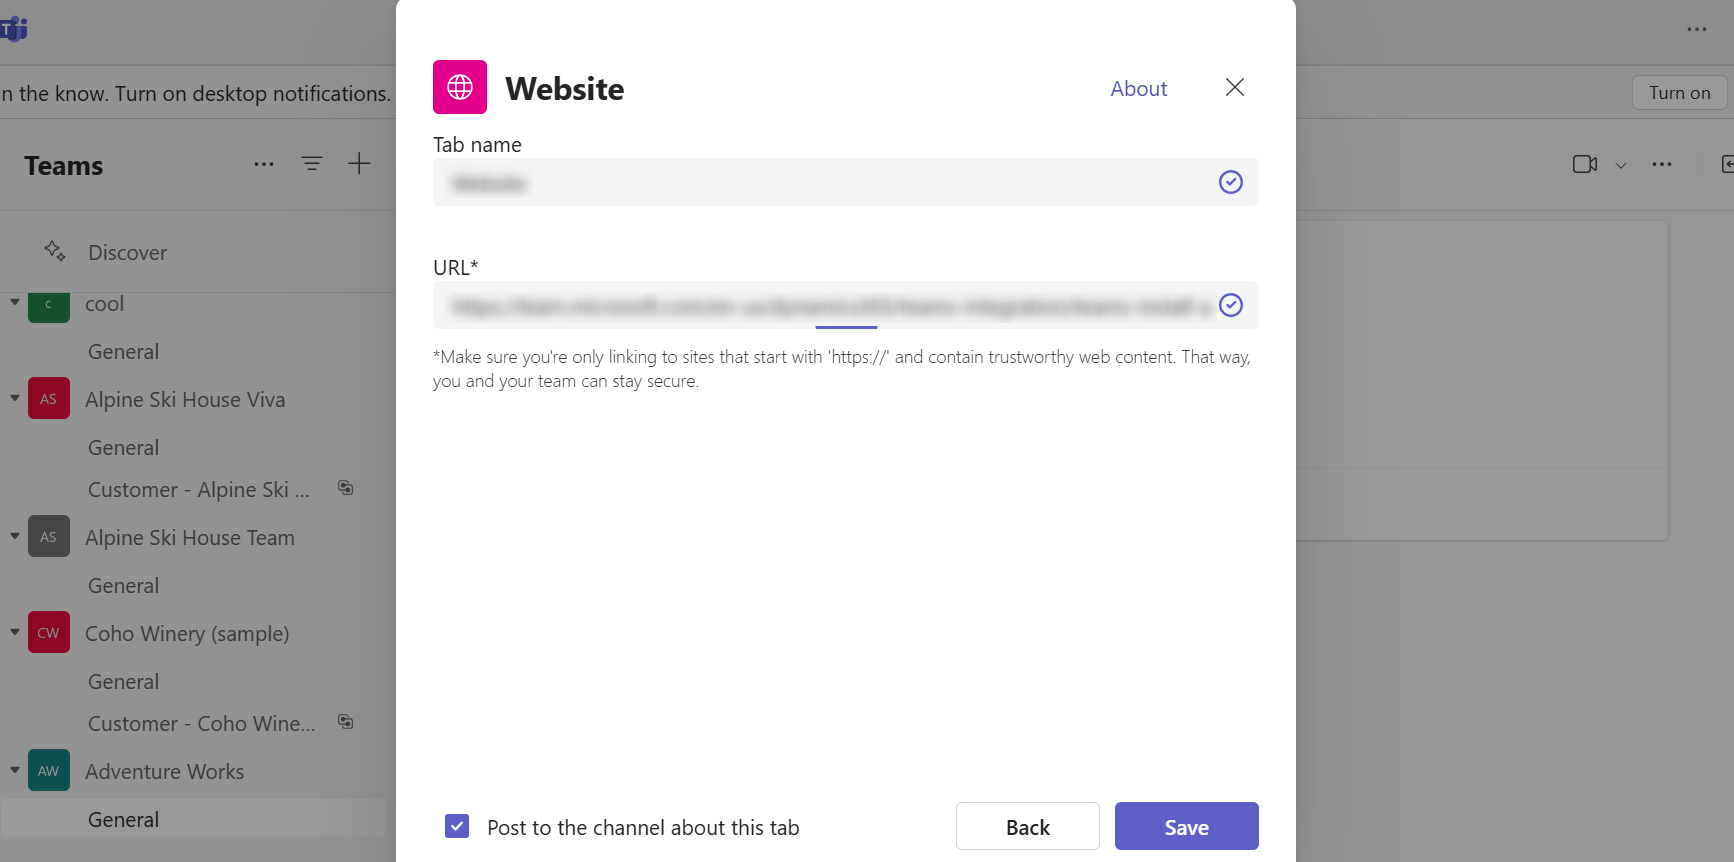 n the know. Turn on desktop notifications.
Turn on
Teams
Discover
c
cool
General
AS
Alpine Ski House Viva
General
Customer - Alpine Ski ...
AS
Alpine Ski House Team
General
CW
Coho Winery (sample)
General
Customer - Coho Wine...
AW
Adventure Works
General
Website
About
Tab name
URL*
*Make sure you're only linking to sites that start with 'https://' and contain trustworthy web content. That way,
you and your team can stay secure.
Post to the channel about this tab
Back
Save